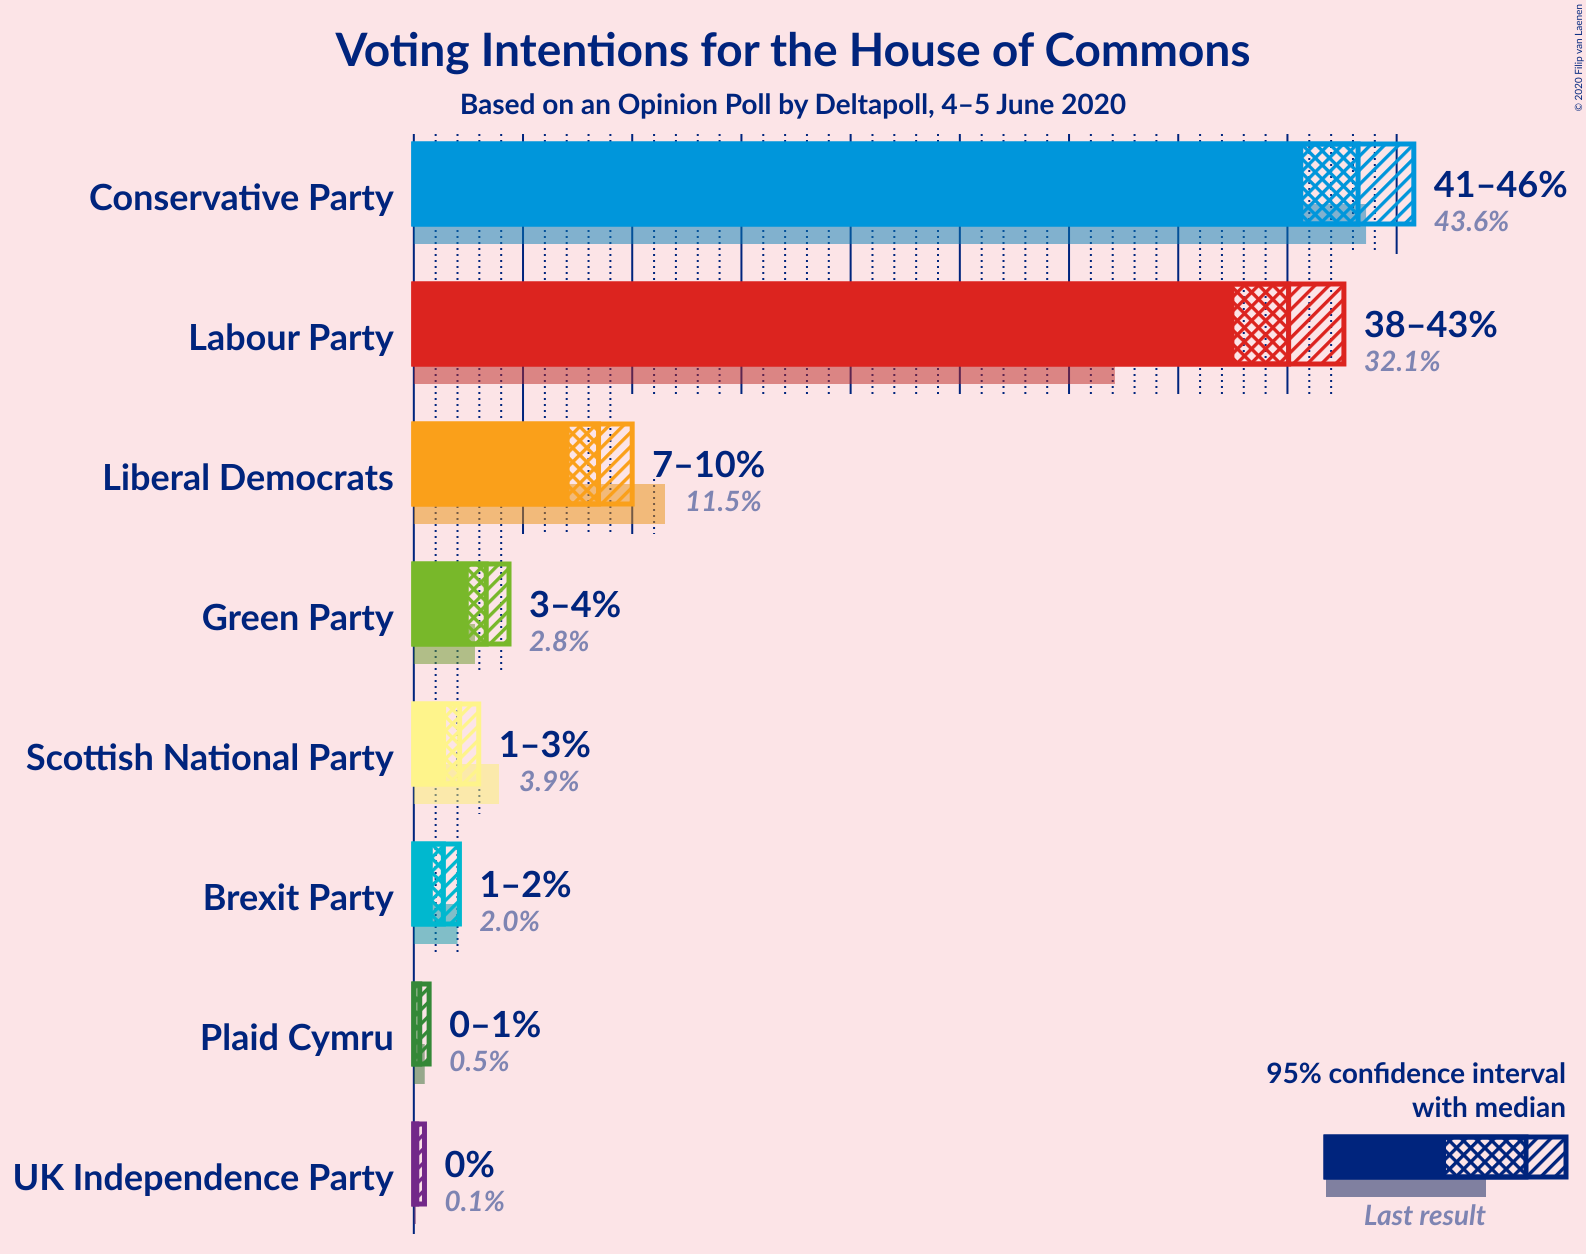 Voting Intentions for the House of Commons
Based on an Opinion Poll by Deltapoll, 4–5 June 2020
© 2020 Filip van Laenen
Conservative Party
41–46%
43.6%
Labour Party
38–43%
32.1%
Liberal Democrats
7–10%
11.5%
Green Party
3–4%
2.8%
Scottish National Party
1–3%
3.9%
Brexit Party
1–2%
2.0%
Plaid Cymru
0–1%
0.5%
UK Independence Party
0%
0.1%
95% confidence interval
with median
Last result